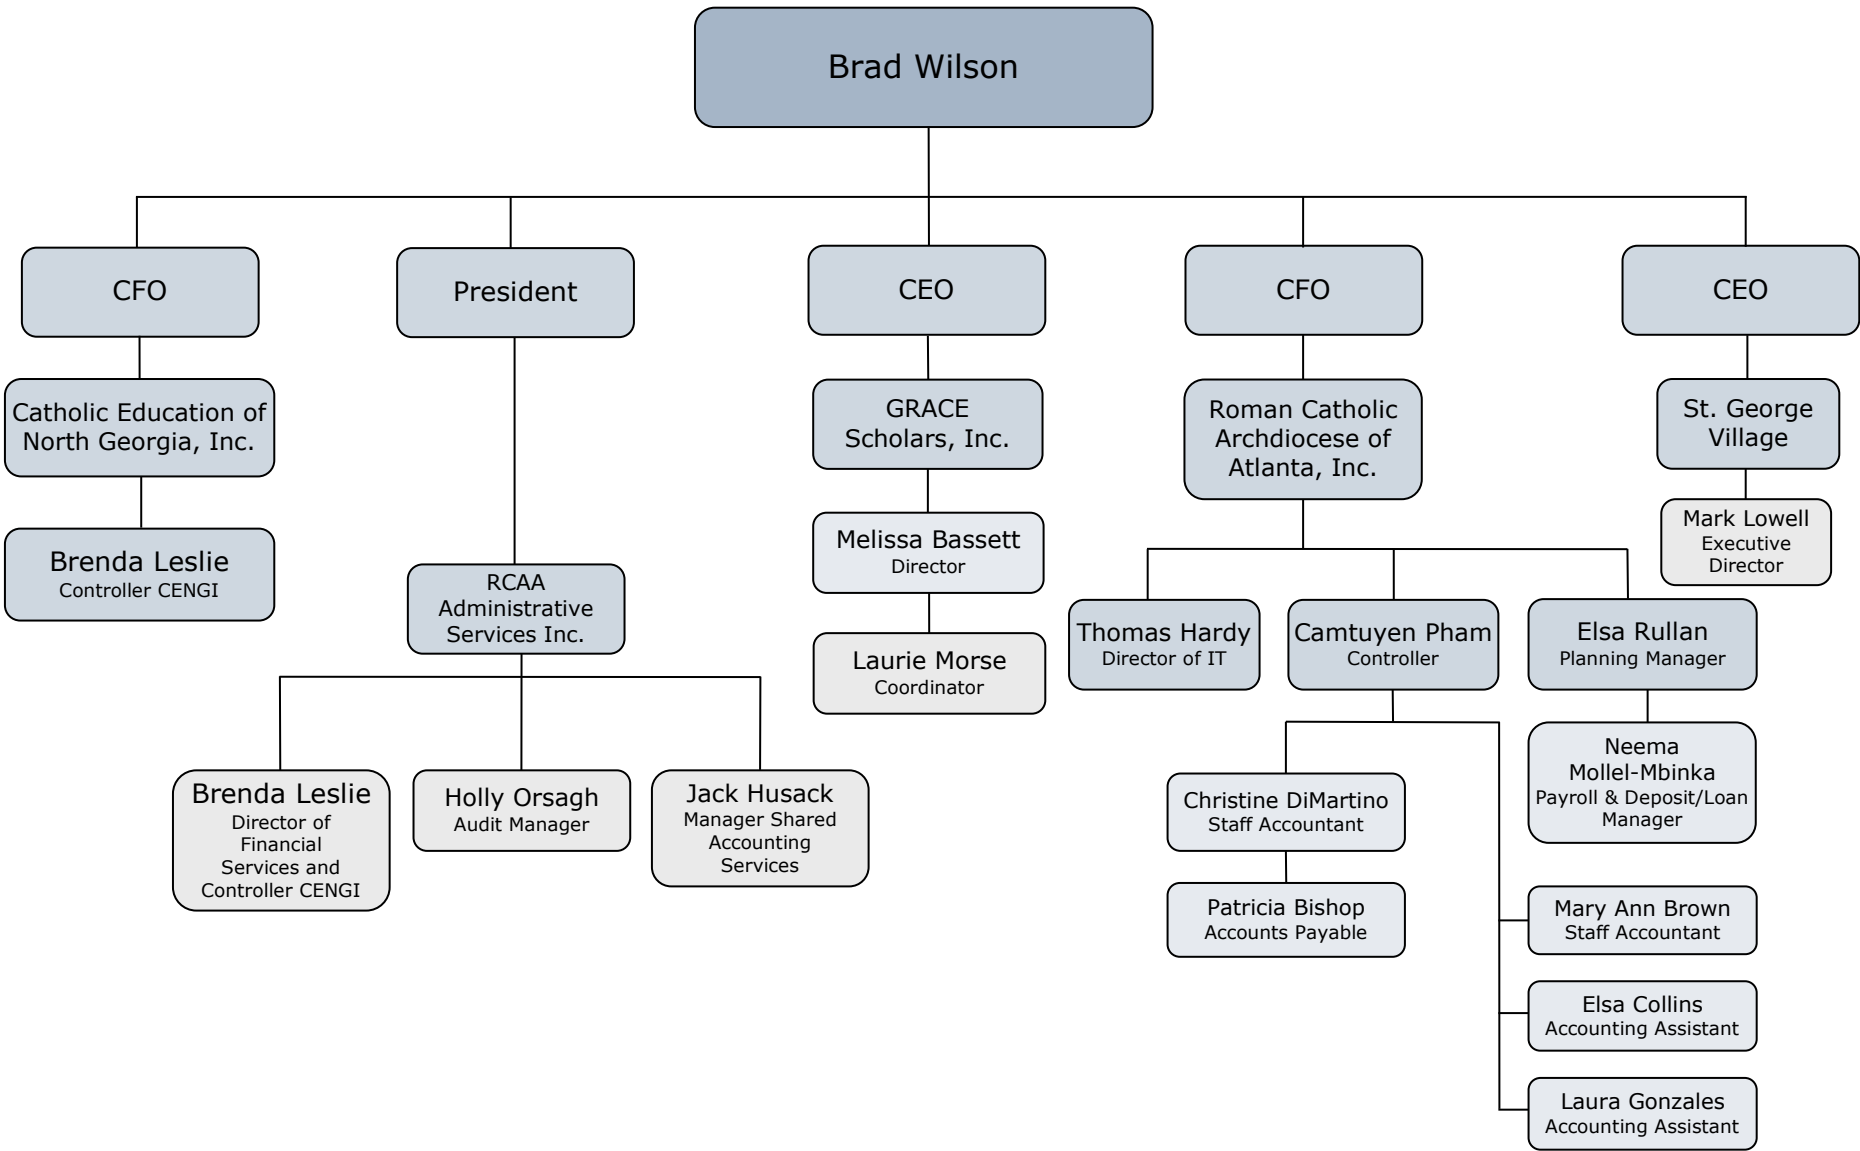 Brad Wilson
CFO
President
CEO
CFO
CEO
Catholic Education of
North Georgia, Inc.
GRACE
Scholars, Inc.
Roman Catholic
Archdiocese of
Atlanta, Inc.
St. George
Village
Brenda Leslie
Controller CENGI
RCAA
Administrative
Services Inc.
Melissa Bassett
Director
Mark Lowell
Executive
Director
Laurie Morse
Coordinator
Thomas Hardy
Director of IT
Camtuyen Pham
Controller
Elsa Rullan
Planning Manager
Brenda Leslie
Director of
Financial
Services and
Controller CENGI
Holly Orsagh
Audit Manager
Jack Husack
Manager Shared
Accounting
Services
Christine DiMartino
Staff Accountant
Neema
Mollel-Mbinka
Payroll & Deposit/Loan
Manager
Patricia Bishop
Accounts Payable
Mary Ann Brown
Staff Accountant
Elsa Collins
Accounting Assistant
Laura Gonzales
Accounting Assistant